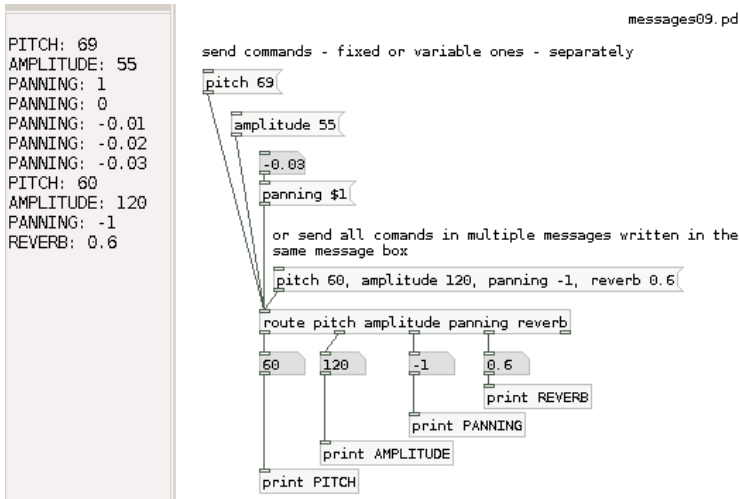 messages09.pd
PITCH: 69
AMPLITUDE: 55
PANNING: 1
PANNING: 0
PANNING: -0.01
PANNING: -0.02
PANNING: -0.03
PITCH: 60
AMPLITUDE: 120
PANNING: -1
REVERB: 0.6
send commands - fixed or variable ones - separately
pitch 69
amplitude 55
-0.03
panning $1
or send all comands in multiple messages written in the
same message box
pitch 60, amplitude 120, panning -1, reverb 0.6
route pitch amplitude panning reverb
60 120 -1 0.6
print REVERB
print PANNING
print AMPLITUDE
print PITCH